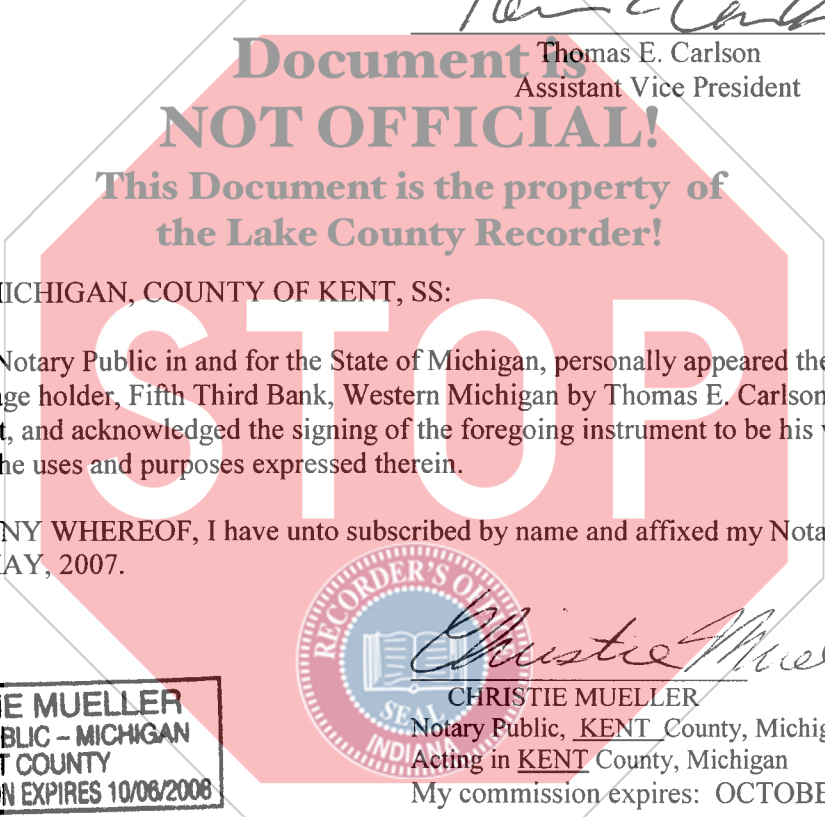 Thomas E. Carlson
Assistant Vice President
Document is
NOT OFFICIAL!
This Document is the property of
the Lake County Recorder!
MICHIGAN, COUNTY OF KENT, SS:
Notary Public in and for the State of Michigan, personally appeared the
age holder, Fifth Third Bank, Western Michigan by Thomas E. Carlson
t, and acknowledged the signing of the foregoing instrument to be his
he uses and purposes expressed therein.
STOP
NY WHEREOF, I have unto subscribed by name and affixed my Nota
AY, 2007.
RECORDER'S OFFICE
SEAL
INDIANA
Christie Muel
CHRISTIE MUELLER
Notary Public, KENT County, Michig
Acting in KENT County, Michigan
My commission expires: OCTOBE
IE MUELLER
BLIC – MICHIGAN
T COUNTY
N EXPIRES 10/06/2008